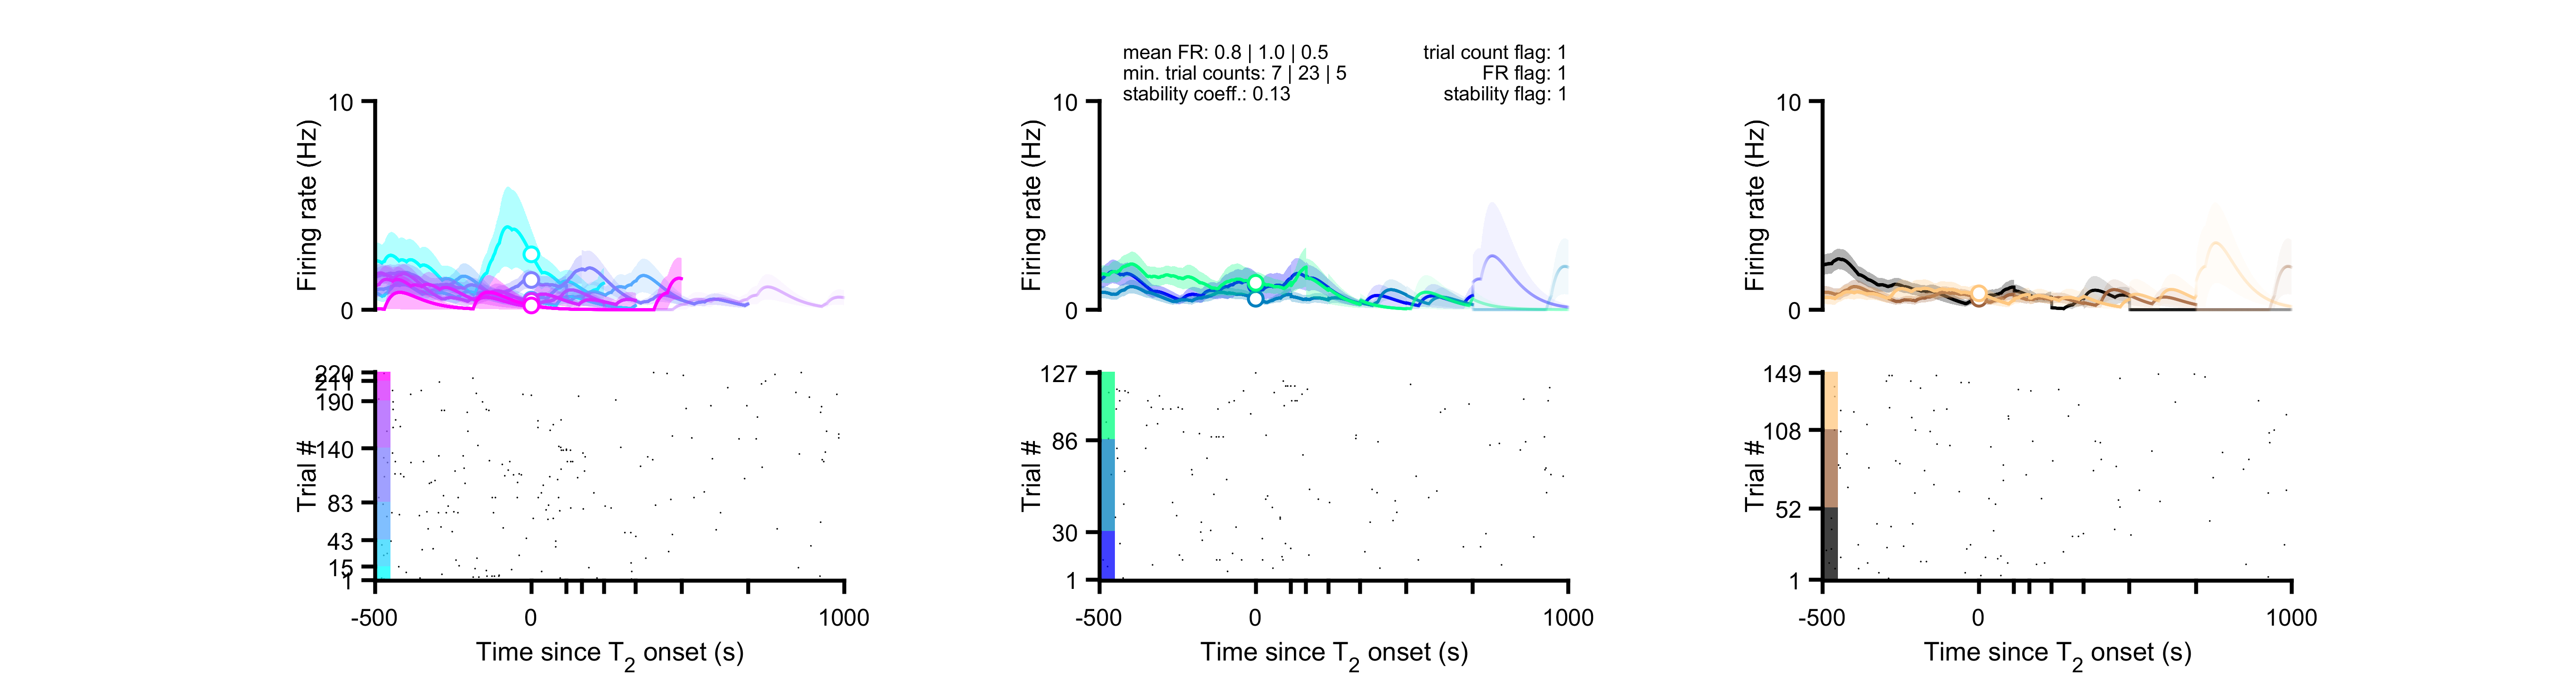 mean FR: 0.8 | 1.0 | 0.5
min. trial counts: 7 | 23 | 5
stability coeff.: 0.13
trial count flag: 1
FR flag: 1
stability flag: 1
10
Firing rate (Hz)
0
10
Firing rate (Hz)
0
10
Firing rate (Hz)
0
220
211
190
140
83
43
15
1
Trial #
-500
0
1000
Time since T2 onset (s)
127
86
30
1
Trial #
-500
0
1000
Time since T2 onset (s)
149
108
52
1
Trial #
-500
0
1000
Time since T2 onset (s)